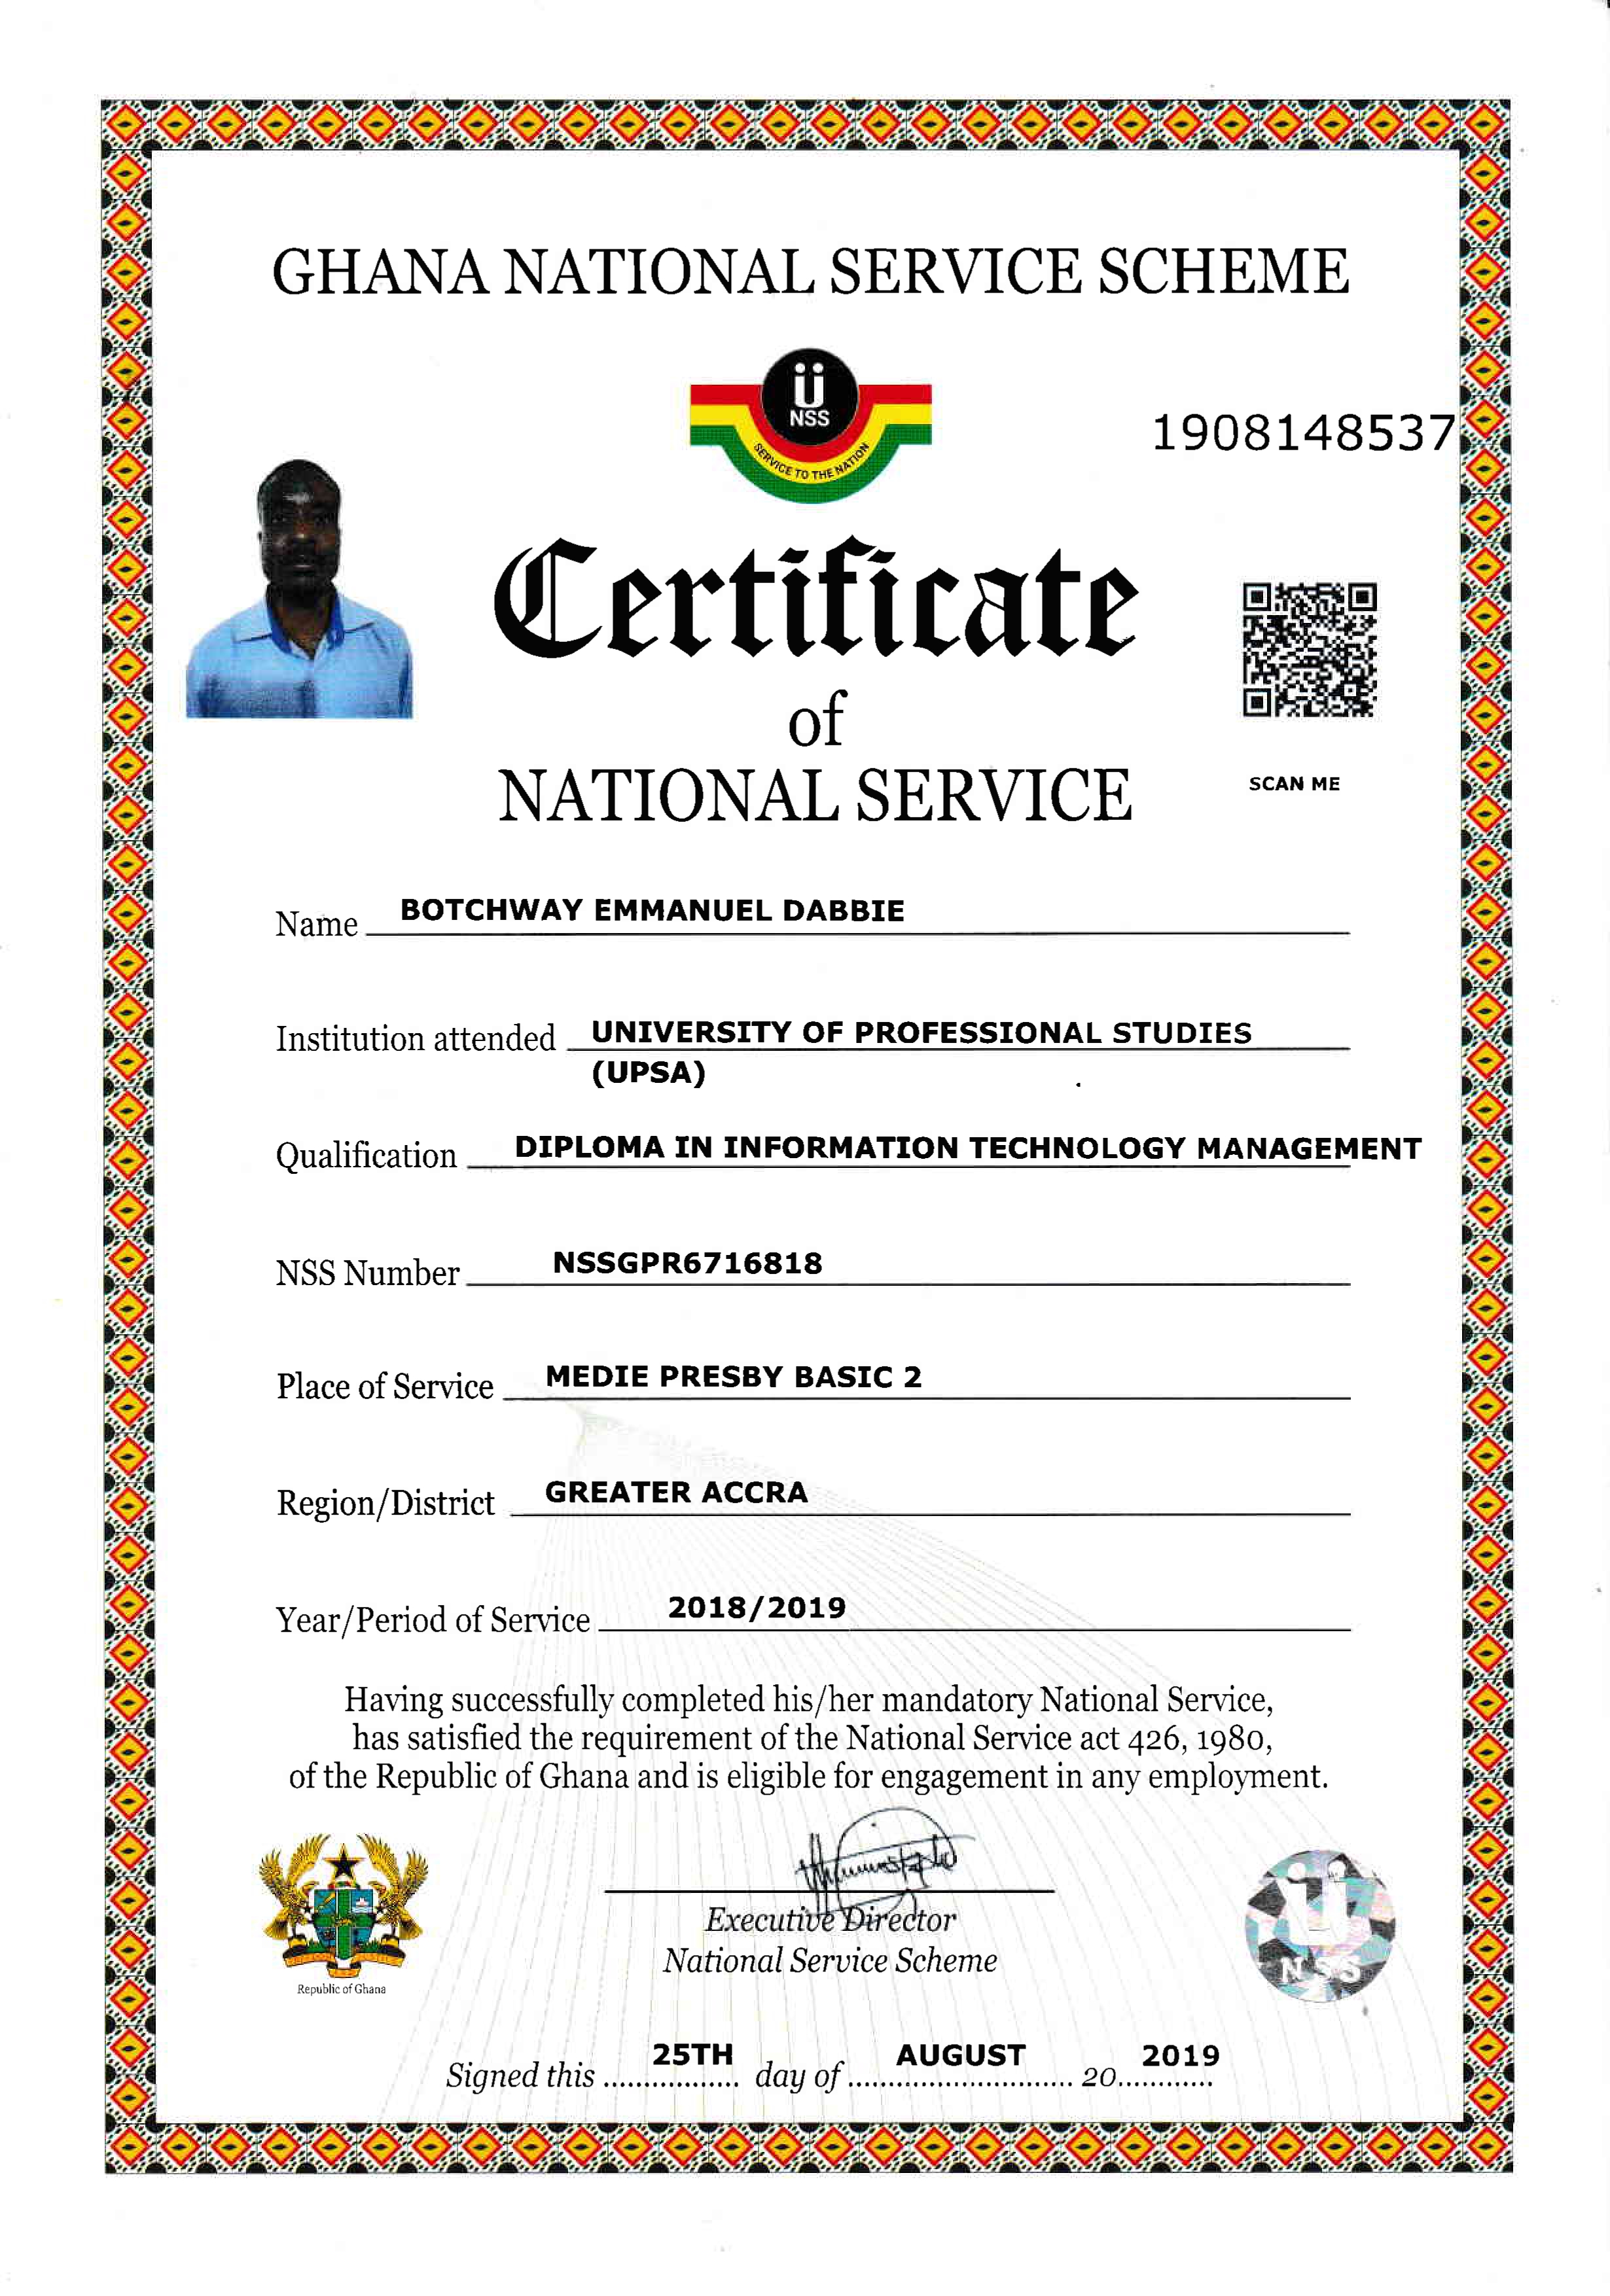 GHANA NATIONAL SERVICE SCHEME
Ü
NSS
SERVICE TO THE NATION
1908148537
Certificate
of
NATIONAL SERVICE
SCAN ME
Name BOTCHWAY EMMANUEL DABBIE
Institution attended UNIVERSITY OF PROFESSIONAL STUDIES
(UPSA)
Qualification DIPLOMA IN INFORMATION TECHNOLOGY MANAGEMENT
NSS Number NSSGPR6716818
Place of Service MEDIE PRESBY BASIC 2
Region/District GREATER ACCRA
Year/Period of Service 2018/2019
Having successfully completed his/her mandatory National Service,
has satisfied the requirement of the National Service act 426, 1980,
of the Republic of Ghana and is eligible for engagement in any employment.
Executive Director
National Service Scheme
Republic of Ghana
Ü
NSS
Signed this 25TH day of AUGUST 20 2019